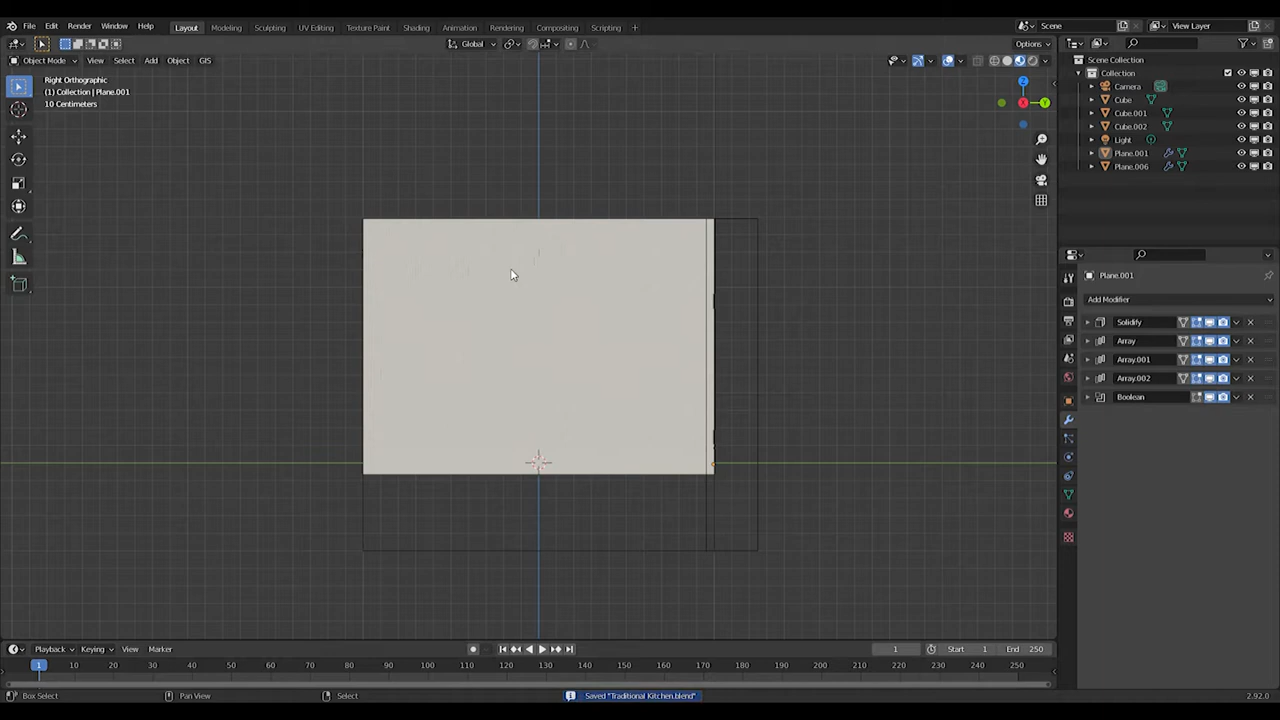 File Edit Render Window Help Layout Modeling Sculpting UV Editing Texture Paint Shading Animation Rendering Compositing Scripting + Scene View Layer
Global Options
Object Mode View Select Add Object GIS
Right Orthographic
(1) Collection | Plane.001
10 Centimeters
Z
X
Y
Scene Collection
Collection
Camera
Cube
Cube.001
Cube.002
Light
Plane.001
Plane.006
Plane.001
Add Modifier
Solidify
Array
Array.001
Array.002
Boolean
Playback Keying View Marker 1 Start 1 End 250
1 10 20 30 40 50 60 70 80 90 100 110 120 130 140 150 160 170 180 190 200 210 220 230 240 250
Box Select Pan View Select Saved "Traditional Kitchen.blend" 2.92.0